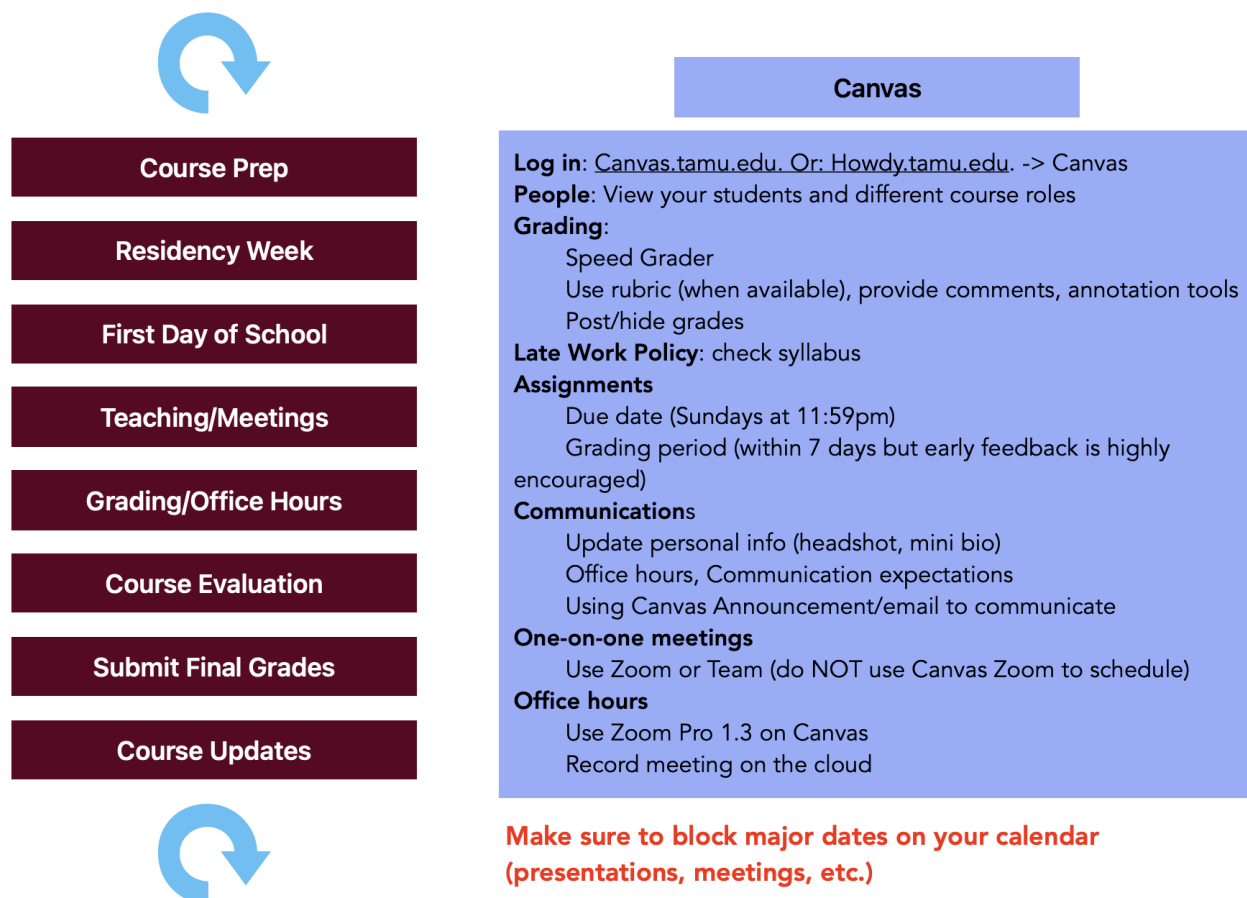 Course Prep
Residency Week
First Day of School
Teaching/Meetings
Grading/Office Hours
Course Evaluation
Submit Final Grades
Course Updates
Canvas
Log in: Canvas.tamu.edu. Or: Howdy.tamu.edu. -> Canvas
People: View your students and different course roles
Grading:
Speed Grader
Use rubric (when available), provide comments, annotation tools
Post/hide grades
Late Work Policy: check syllabus
Assignments
Due date (Sundays at 11:59pm)
Grading period (within 7 days but early feedback is highly
encouraged)
Communications
Update personal info (headshot, mini bio)
Office hours, Communication expectations
Using Canvas Announcement/email to communicate
One-on-one meetings
Use Zoom or Team (do NOT use Canvas Zoom to schedule)
Office hours
Use Zoom Pro 1.3 on Canvas
Record meeting on the cloud
Make sure to block major dates on your calendar
(presentations, meetings, etc.)